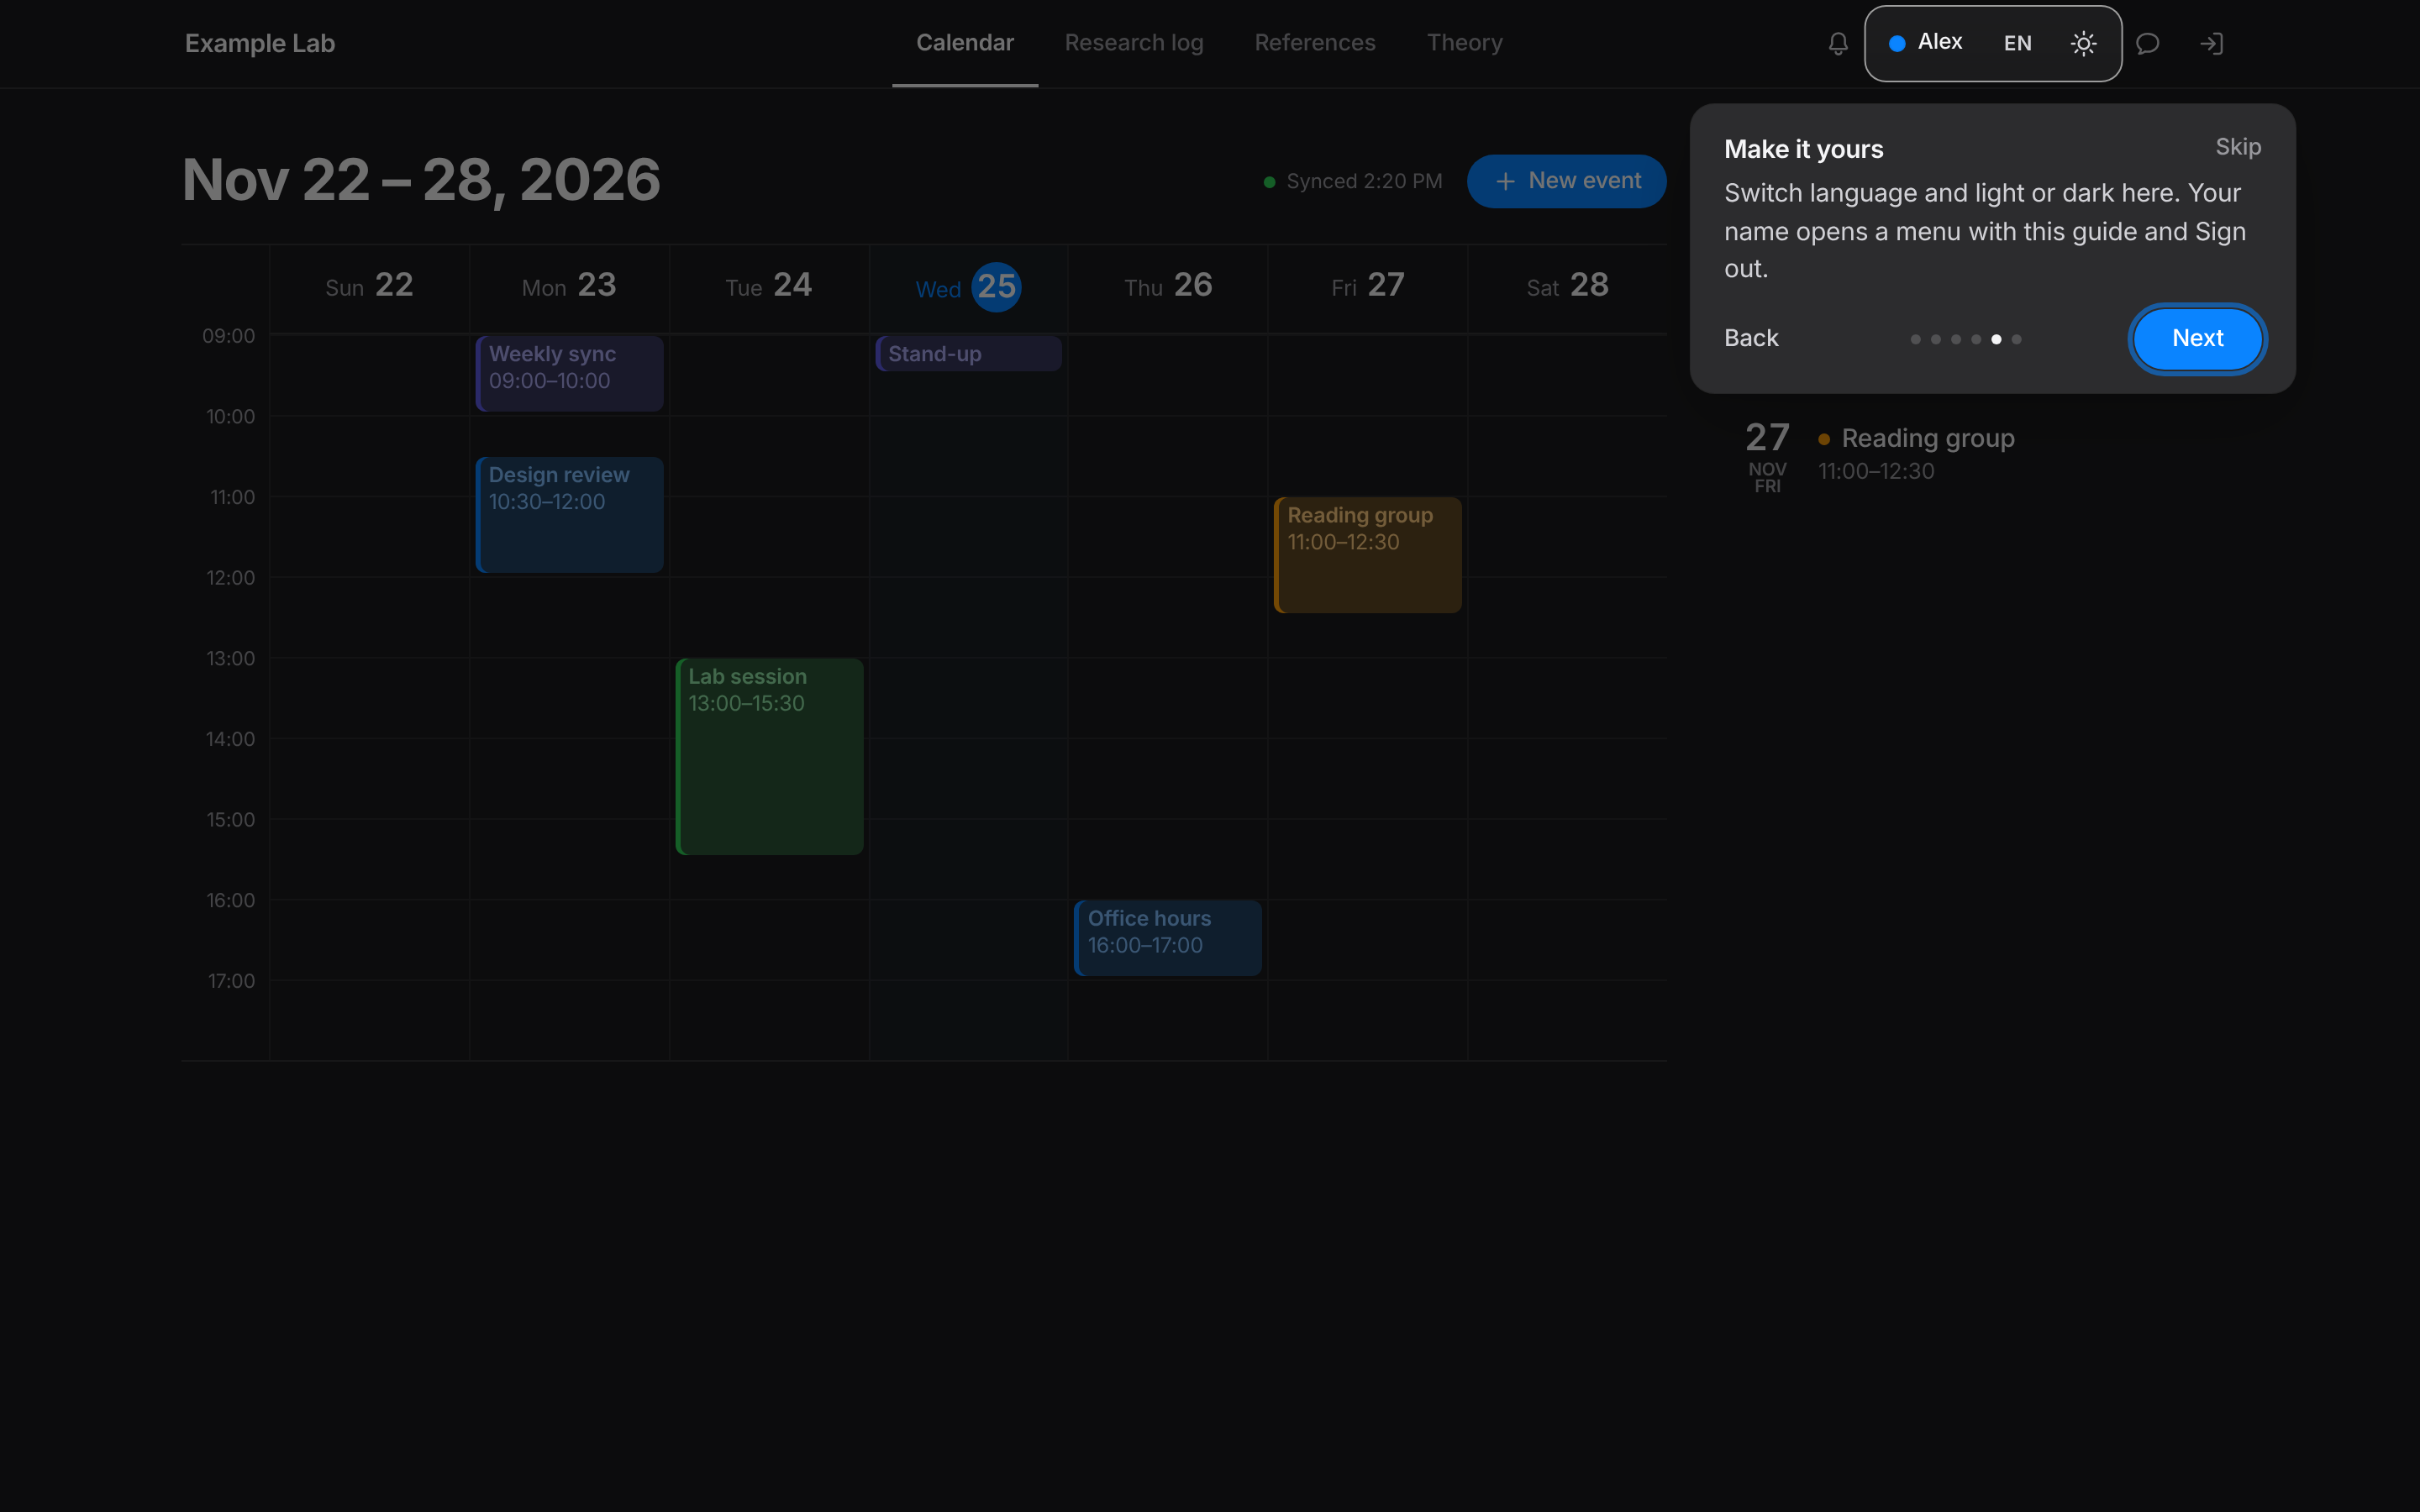 Example Lab
Calendar
Research log
References
Theory
Alex
EN
Make it yours
Skip
Switch language and light or dark here. Your
name opens a menu with this guide and Sign
out.
Back
Next
Nov 22 – 28, 2026
Synced 2:20 PM
+ New event
Sun 22
Mon 23
Tue 24
Wed 25
Thu 26
Fri 27
Sat 28
09:00
10:00
11:00
12:00
13:00
14:00
15:00
16:00
17:00
Weekly sync
09:00–10:00
Design review
10:30–12:00
Lab session
13:00–15:30
Stand-up
Office hours
16:00–17:00
Reading group
11:00–12:30
27
NOV
FRI
Reading group
11:00–12:30